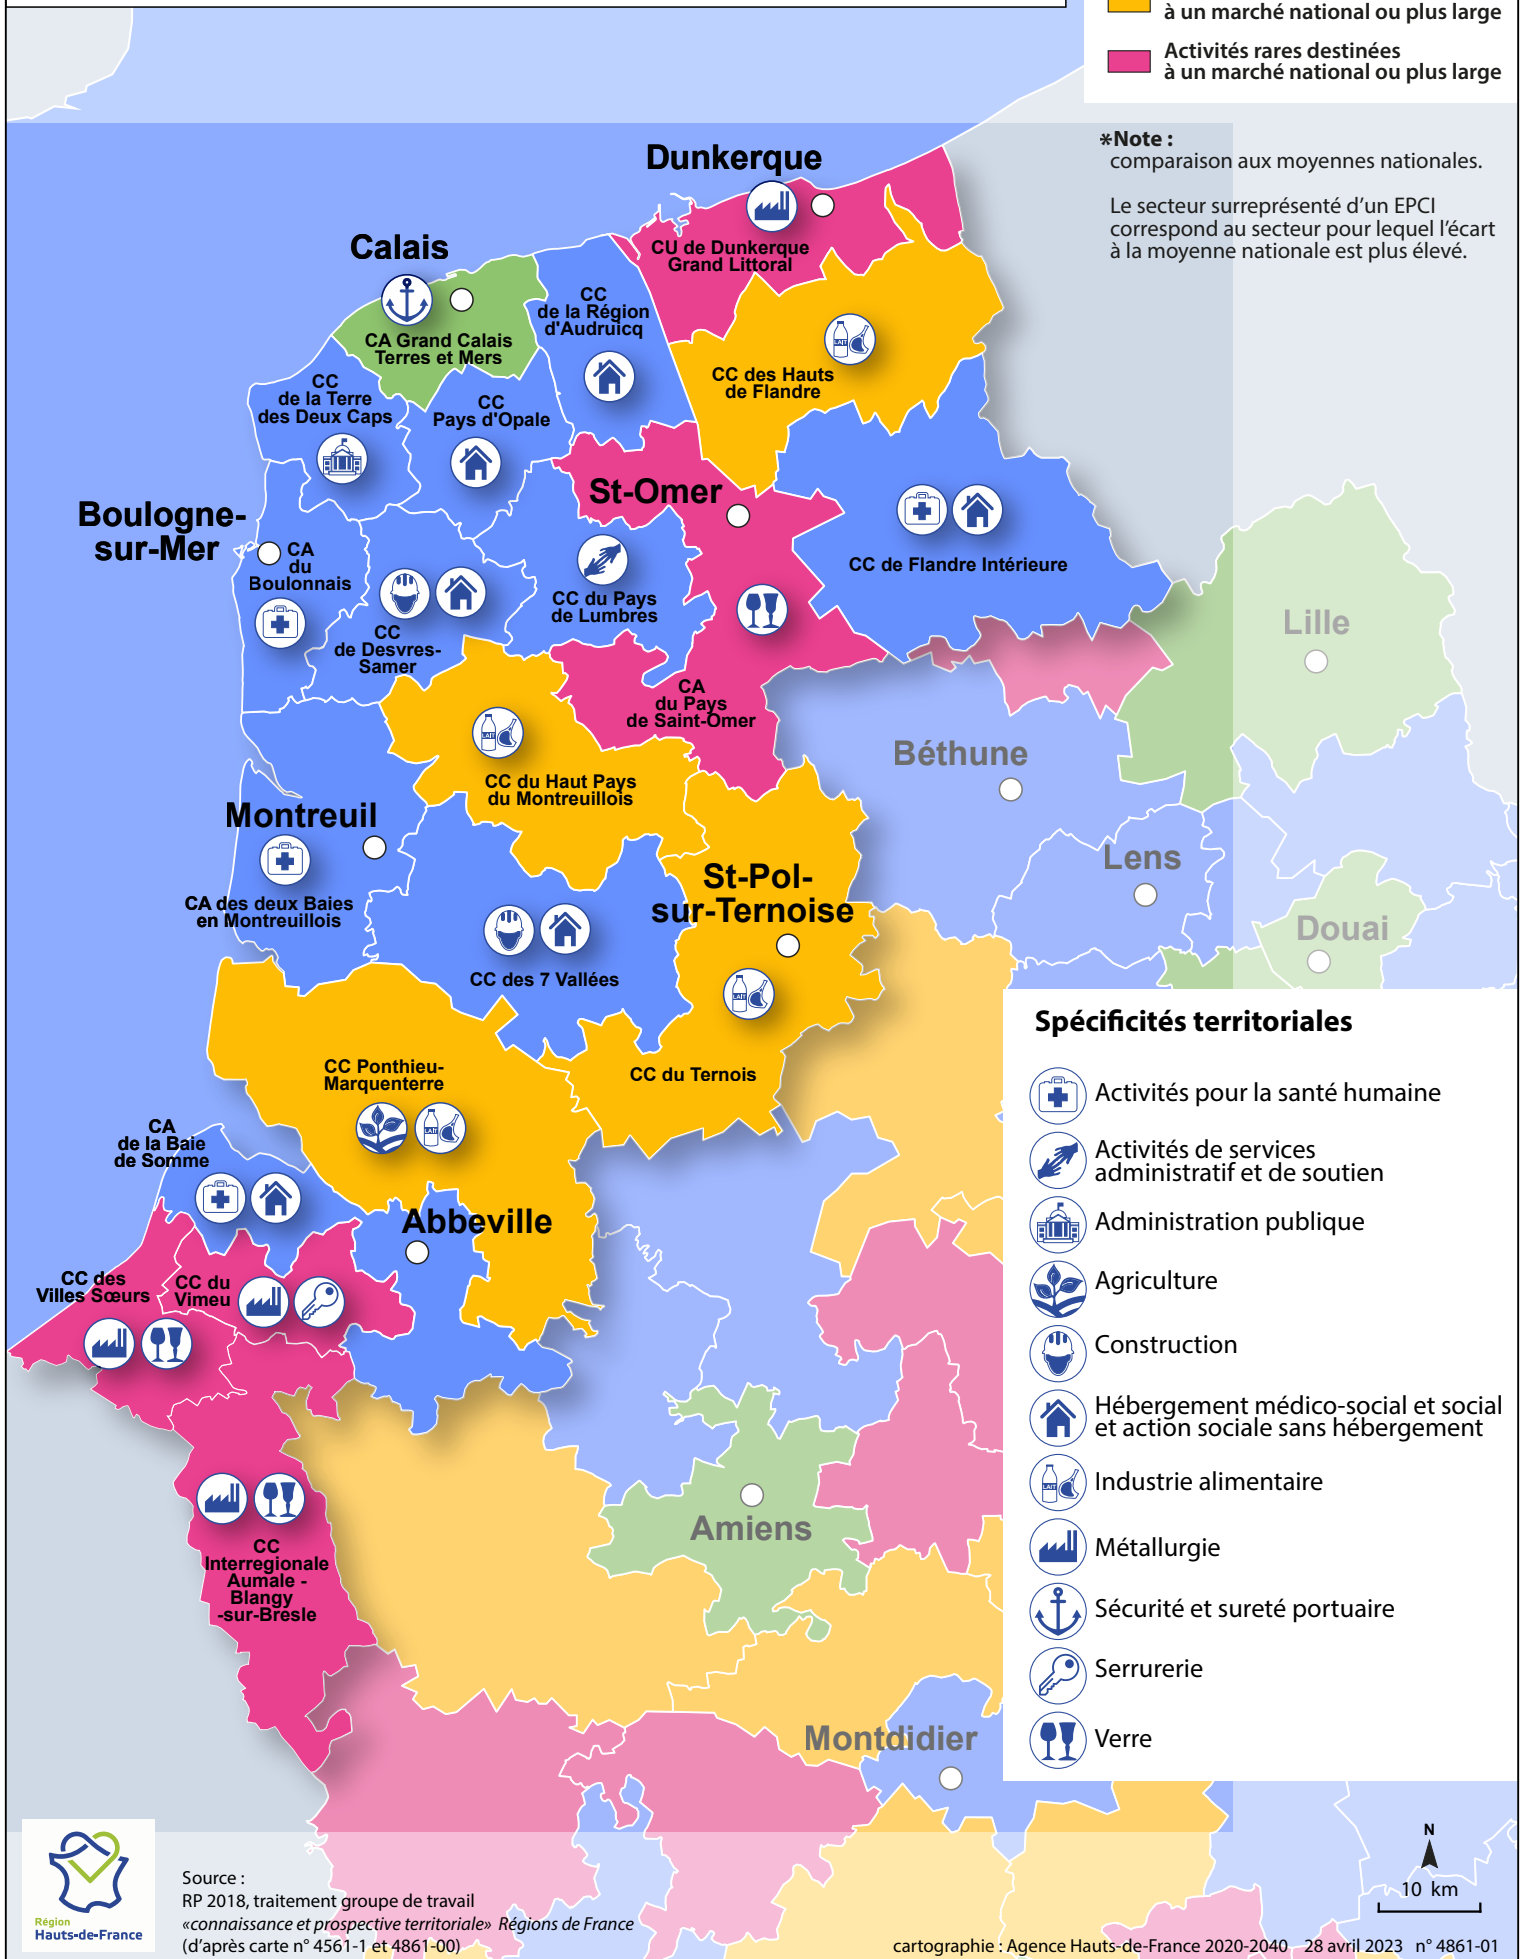 à un marché national ou plus large
Activités rares destinées
à un marché national ou plus large
*Note :
comparaison aux moyennes nationales.
Le secteur surreprésenté d'un EPCI
correspond au secteur pour lequel l'écart
à la moyenne nationale est plus élevé.
Dunkerque
CU de Dunkerque
Grand Littoral
Calais
CA Grand Calais
Terres et Mers
CC
de la Région
d'Audruicq
CC des Hauts
de Flandre
CC
de la Terre
des Deux Caps
CC
Pays d'Opale
St-Omer
Boulogne-
sur-Mer
CA
du
Boulonnais
CC de Flandre Intérieure
CC du Pays
de Lumbres
CC
de Desvres-
Samer
Lille
CA
du Pays
de Saint-Omer
Béthune
CC du Haut Pays
du Montreuillois
Montreuil
Lens
St-Pol-
sur-Ternoise
CA des deux Baies
en Montreuillois
Douai
CC des 7 Vallées
CC Ponthieu-
Marquenterre
CC du Ternois
CA
de la Baie
de Somme
Abbeville
CC des
Villes Sœurs
CC du
Vimeu
Amiens
CC
Interregionale
Aumale -
Blangy
-sur-Bresle
Montdidier
Spécificités territoriales
Activités pour la santé humaine
Activités de services
administratif et de soutien
Administration publique
Agriculture
Construction
Hébergement médico-social et social
et action sociale sans hébergement
LAIT
Industrie alimentaire
Métallurgie
Sécurité et sureté portuaire
Serrurerie
Verre
N
10 km
Région
Hauts-de-France
Source :
RP 2018, traitement groupe de travail
«connaissance et prospective territoriale» Régions de France
(d'après carte n° 4561-1 et 4861-00)
cartographie : Agence Hauts-de-France 2020-2040 28 avril 2023 n° 4861-01